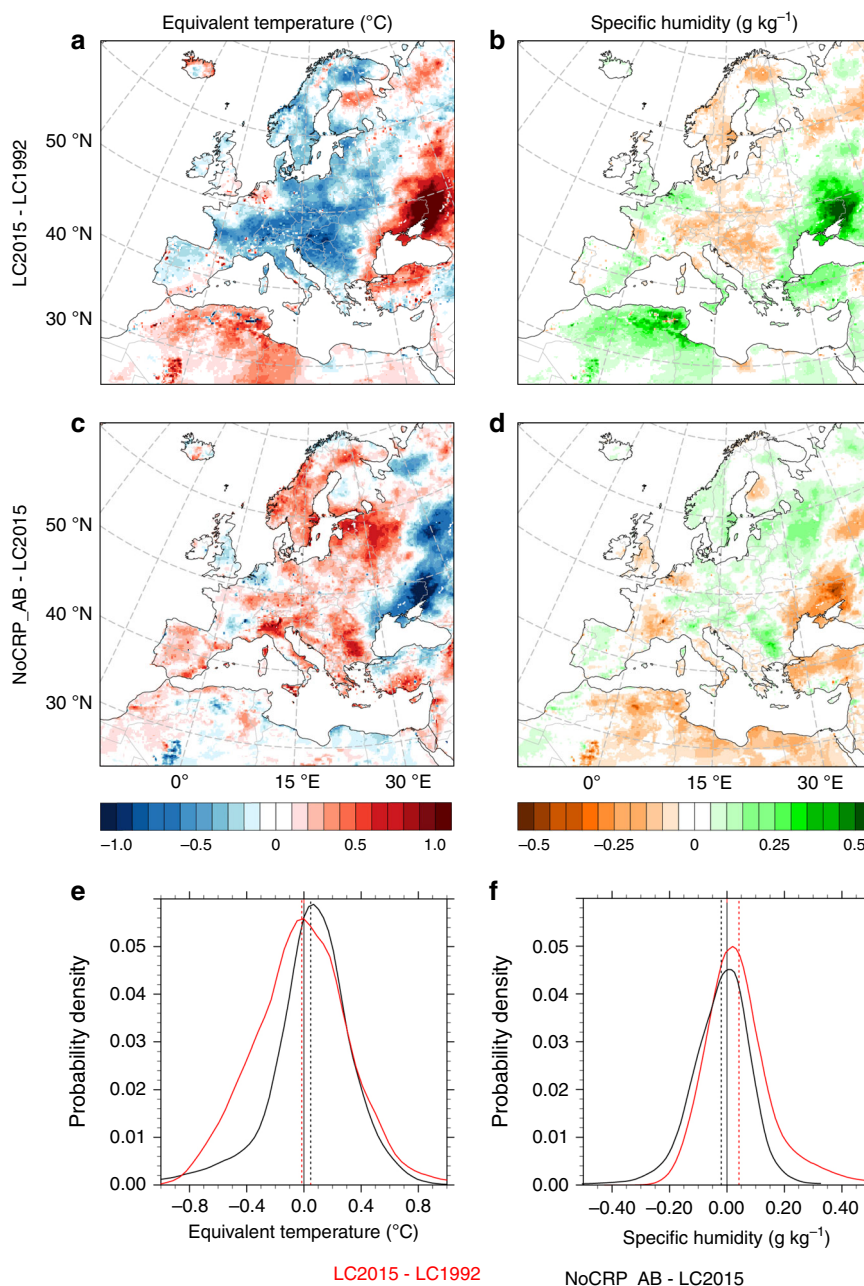 Equivalent temperature (°C)
Specific humidity (g kg⁻¹)
a
b
LC2015 - LC1992
50 °N
40 °N
30 °N
c
d
NoCRP_AB - LC2015
50 °N
40 °N
30 °N
0° 15 °E 30 °E
0° 15 °E 30 °E
–1.0 –0.5 0 0.5 1.0
–0.5 –0.25 0 0.25 0.5
e
f
Probability density
0.05
0.04
0.03
0.02
0.01
0.00
–0.8 –0.4 0.0 0.4 0.8
Equivalent temperature (°C)
Probability density
0.05
0.04
0.03
0.02
0.01
0.00
–0.40 –0.20 0.00 0.20 0.40
Specific humidity (g kg⁻¹)
LC2015 - LC1992
NoCRP AB - LC2015